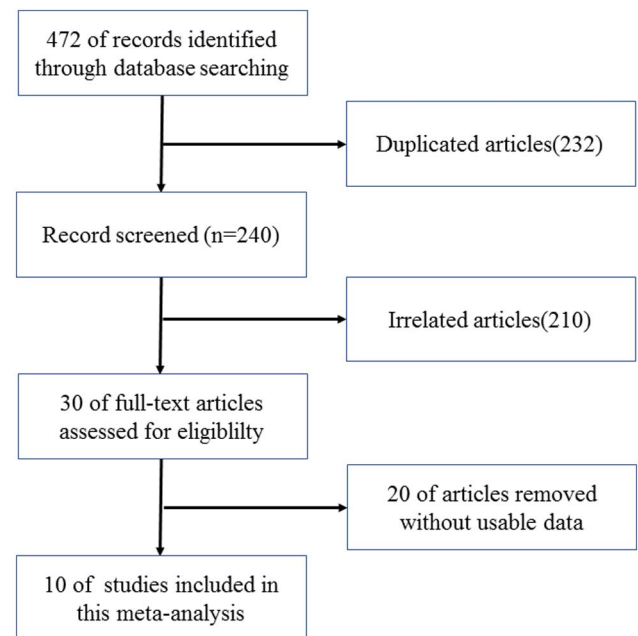 472 of records identified
through database searching
Duplicated articles(232)
Record screened (n=240)
Irrelated articles(210)
30 of full-text articles
assessed for eligiblilty
20 of articles removed
without usable data
10 of studies included in
this meta-analysis